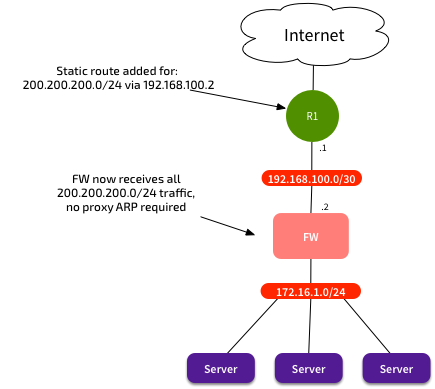 Internet
Static route added for:
200.200.200.0/24 via 192.168.100.2
R1
.1
FW now receives all
200.200.200.0/24 traffic,
no proxy ARP required
192.168.100.0/30
.2
FW
172.16.1.0/24
Server Server Server